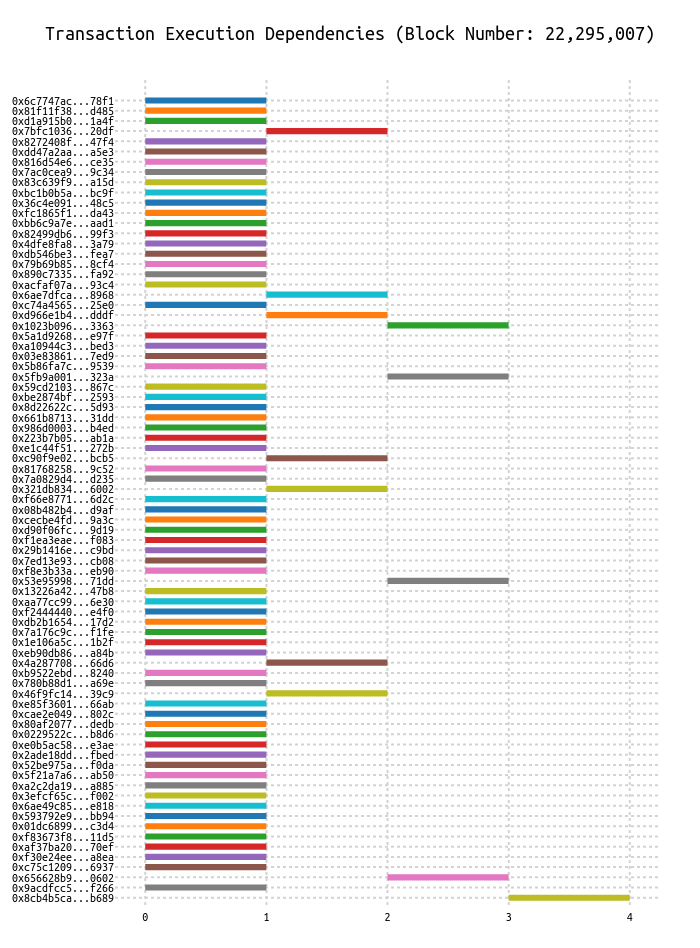 Transaction Execution Dependencies (Block Number: 22,295,007)
0x6c7747ac...78f1
0x81f11f38...d485
0xd1a915b0...1a4f
0x7bfc1036...20df
0x8272408f...47f4
0xdd47a2aa...a5e3
0x816d54e6...ce35
0x7ac0cea9...9c34
0x83c639f9...a15d
0xbc1b0b5a...bc9f
0x36c4e091...48c5
0xfc1865f1...da43
0xbb6c9a7e...aad1
0x82499db6...99f3
0x4dfe8fa8...3a79
0xdb546be3...fea7
0x79b69b85...8cf4
0x890c7335...fa92
0xacfaf07a...93c4
0x6ae7dfca...8968
0xc74a4565...25e0
0xd966e1b4...dddf
0x1023b096...3363
0x5a1d9268...e97f
0xa10944c3...bed3
0x03e83861...7ed9
0x5b86fa7c...9539
0x5fb9a001...323a
0x59cd2103...867c
0xbe2874bf...2593
0x8d22622c...5d93
0x661b8713...31dd
0x986d0003...b4ed
0x223b7b05...ab1a
0xe1c44f51...272b
0xc90f9e02...bcb5
0x81768258...9c52
0x7a0829d4...d235
0x321db834...6002
0xf66e8771...6d2c
0x08b482b4...d9af
0xcecbe4fd...9a3c
0xd90f06fc...9d19
0xf1ea3eae...f083
0x29b1416e...c9bd
0x7ed13e93...cb08
0xf8e3b33a...eb90
0x53e95998...71dd
0x13226a42...47b8
0xaa77cc99...6e30
0xf2444440...e4f0
0xdb2b1654...17d2
0x7a176c9c...f1fe
0x1e106a5c...1b2f
0xeb90db86...a84b
0x4a287708...66d6
0xb9522ebd...8240
0x780b88d1...a69e
0x46f9fc14...39c9
0xe85f3601...66ab
0xcae2e049...802c
0x80af2077...dedb
0x0229522c...b8d6
0xe0b5ac58...e3ae
0x2ade18dd...fbed
0x52be975a...f0da
0x5f21a7a6...ab50
0xa2c2da19...a885
0x3efcf65c...f002
0x6ae49c85...e818
0x593792e9...bb94
0x01dc6899...c3d4
0xf83673f8...11d5
0xaf37ba20...70ef
0xf30e24ee...a8ea
0xc75c1209...6937
0x656628b9...0602
0x9acdfcc5...f266
0x8cb4b5ca...b689
0 1 2 3 4